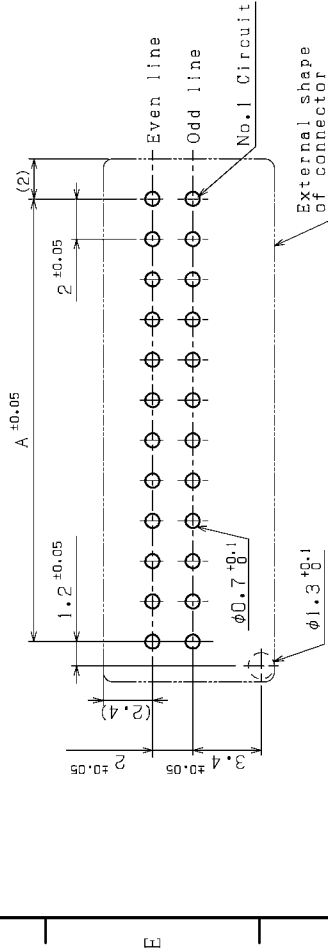 A ±0.05
1.2 ±0.05
2 ±0.05
(2)
(2.4)
2 ±0.05
3.4 ±0.05
Even line
Odd line
No.1 Circuit
φ0.7 +0.1 0
φ1.3 +0.1 0
External shape
of connector
E